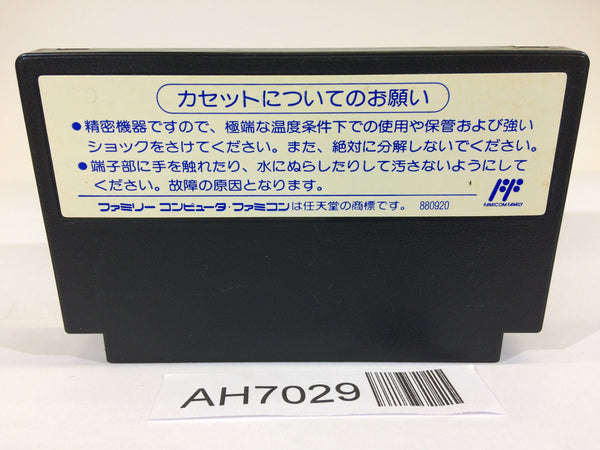 カセットについてのお願い
●精密機器ですので、極端な温度条件下での使用や保管および強い
ショックをさけてください。また、絶対に分解しないでください。
●端子部に手を触れたり、水にぬらしたりして汚さないようにして
ください。故障の原因となります。
ファミリー コンピュータ・ファミコンは任天堂の商標です。 880920
FAMICOM FAMILY
AH7029